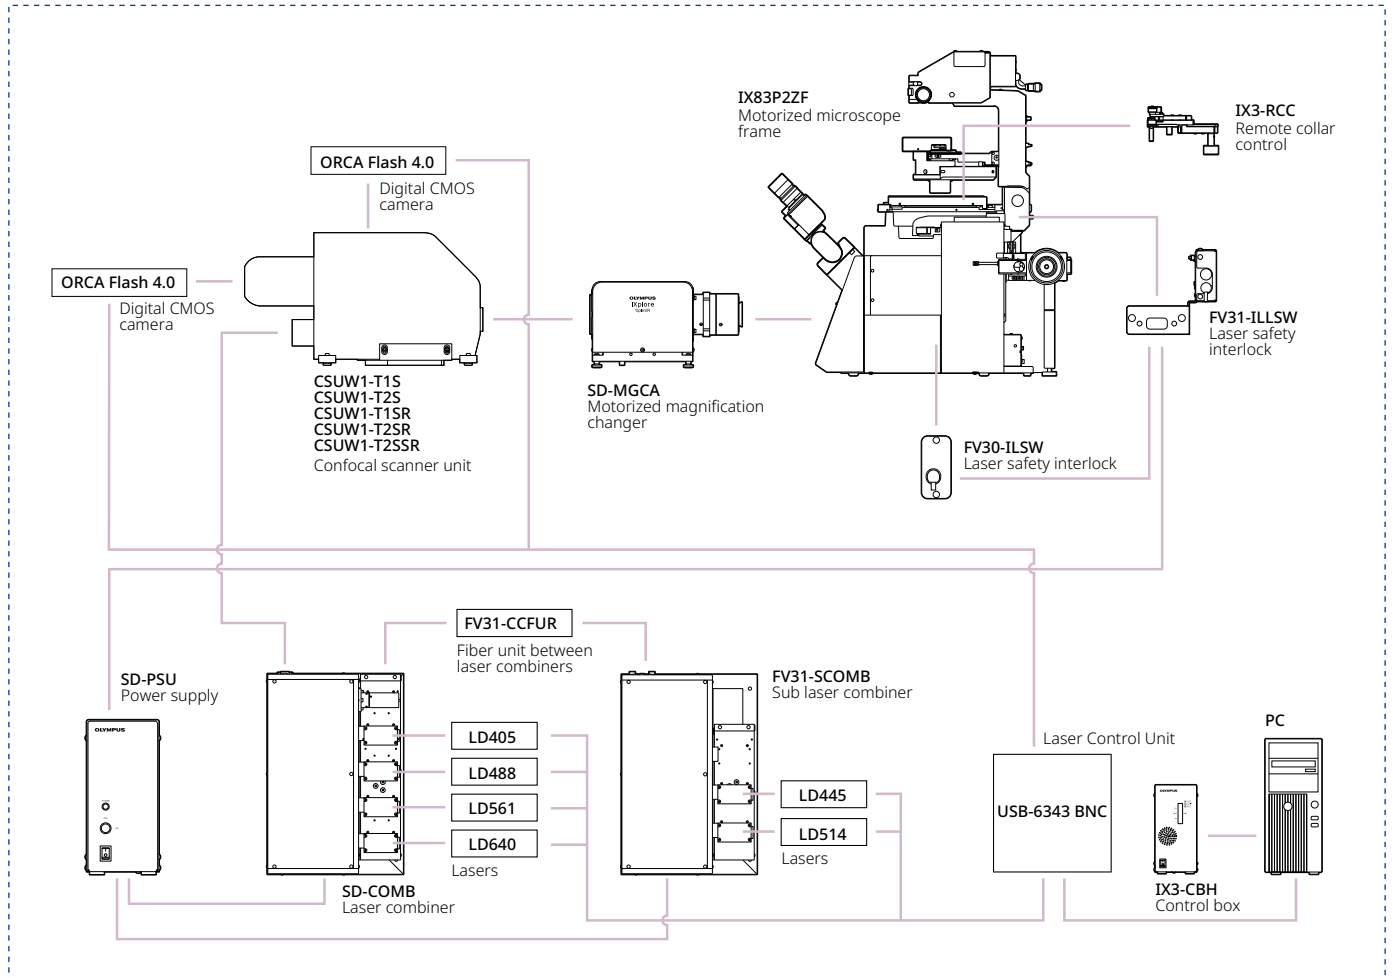 IX83P2ZF
Motorized microscope
frame
IX3-RCC
Remote collar
control
ORCA Flash 4.0
Digital CMOS
camera
ORCA Flash 4.0
Digital CMOS
camera
OLYMPUS
IXplore
SpinSR
FV31-ILLSW
Laser safety
interlock
CSUW1-T1S
CSUW1-T2S
CSUW1-T1SR
CSUW1-T2SR
CSUW1-T2SSR
Confocal scanner unit
SD-MGCA
Motorized magnification
changer
FV30-ILSW
Laser safety interlock
FV31-CCFUR
Fiber unit between
laser combiners
SD-PSU
Power supply
FV31-SCOMB
Sub laser combiner
OLYMPUS
LD405
LD488
LD561
LD640
Lasers
LD445
LD514
Lasers
Laser Control Unit
USB-6343 BNC
PC
OLYMPUS
SD-COMB
Laser combiner
IX3-CBH
Control box